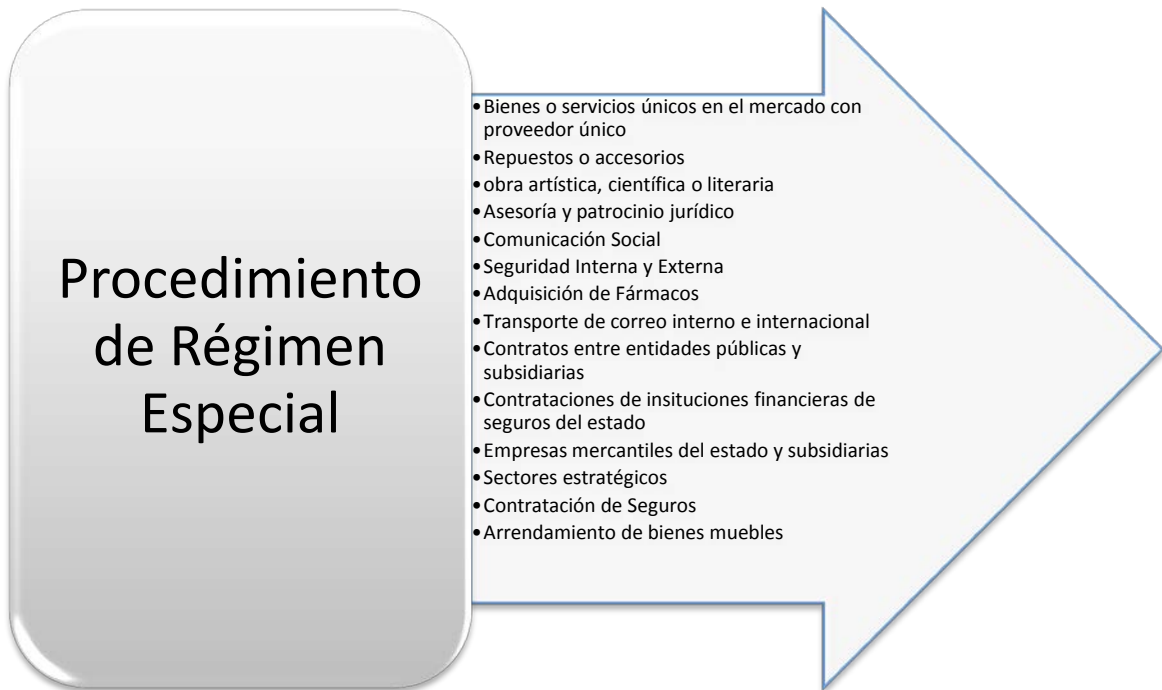 Procedimiento
de Régimen
Especial
•Bienes o servicios únicos en el mercado con
proveedor único
•Repuestos o accesorios
•obra artística, científica o literaria
•Asesoría y patrocinio jurídico
•Comunicación Social
•Seguridad Interna y Externa
•Adquisición de Fármacos
•Transporte de correo interno e internacional
•Contratos entre entidades públicas y
subsidiarias
•Contrataciones de insituciones financieras de
seguros del estado
•Empresas mercantiles del estado y subsidiarias
•Sectores estratégicos
•Contratación de Seguros
•Arrendamiento de bienes muebles